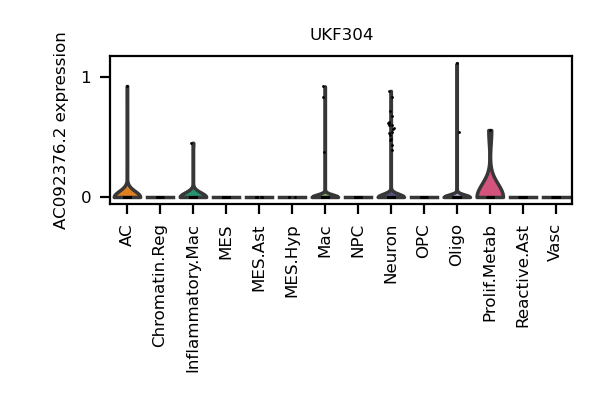 UKF304
AC092376.2 expression
1
0
AC
Chromatin.Reg
Inflammatory.Mac
MES
MES.Ast
MES.Hyp
Mac
NPC
Neuron
OPC
Oligo
Prolif.Metab
Reactive.Ast
Vasc